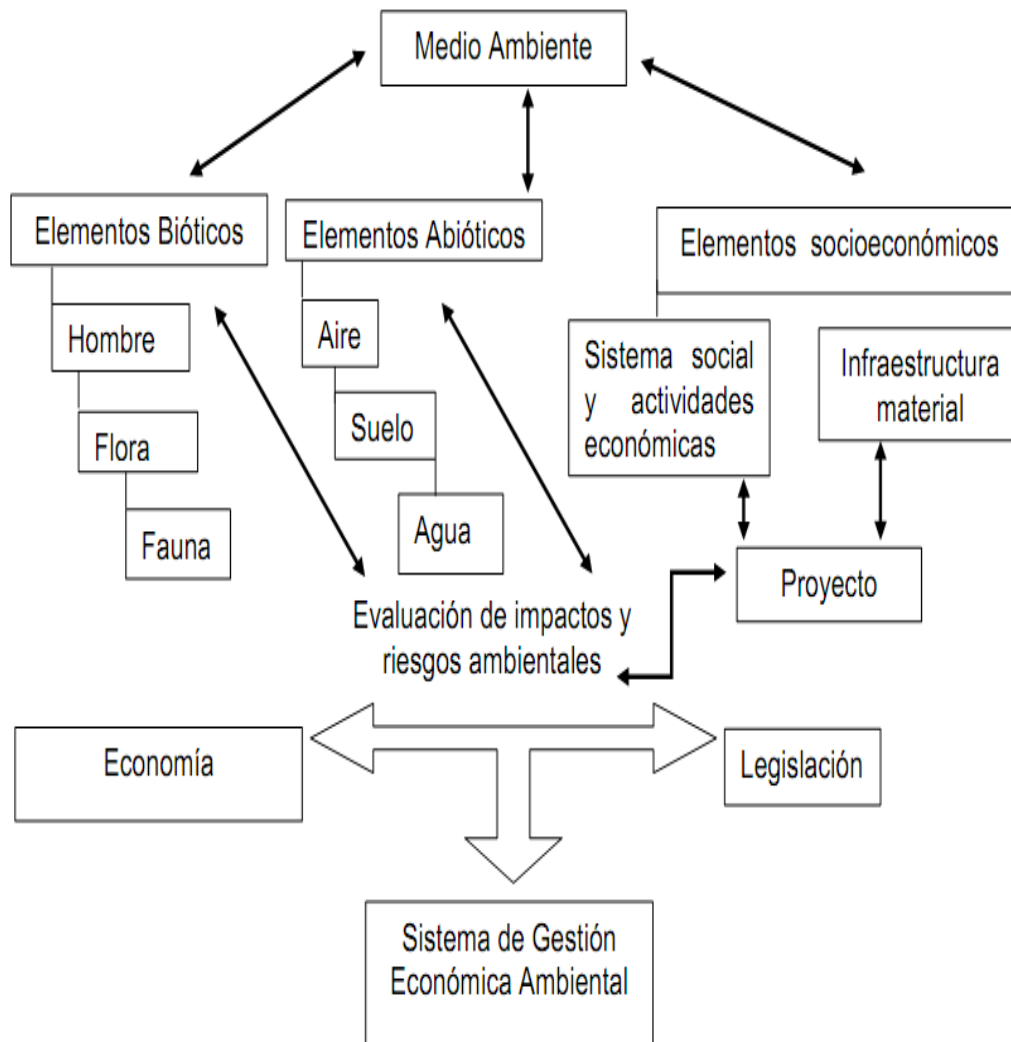 Medio Ambiente
Elementos Bióticos
Elementos Abióticos
Elementos socioeconómicos
Hombre
Flora
Fauna
Aire
Suelo
Agua
Sistema social
y actividades
económicas
Infraestructura
material
Proyecto
Evaluación de impactos y
riesgos ambientales
Economía
Legislación
Sistema de Gestión
Económica Ambiental